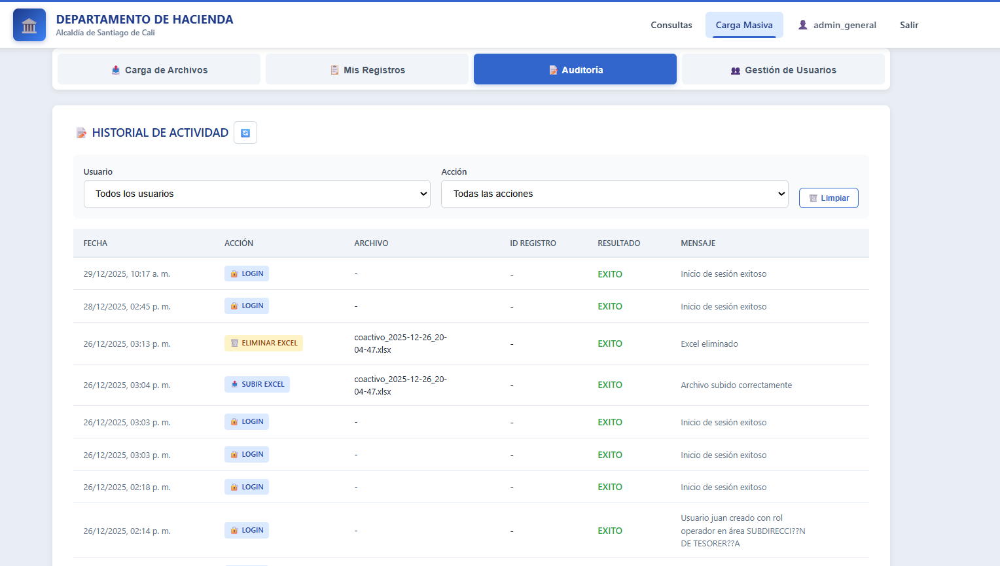 DEPARTAMENTO DE HACIENDA
Alcaldía de Santiago de Cali
Consultas
Carga Masiva
admin_general
Salir
Carga de Archivos
Mis Registros
Auditoría
Gestión de Usuarios
HISTORIAL DE ACTIVIDAD
Usuario
Acción
Todos los usuarios
Todas las acciones
Limpiar
FECHA ACCIÓN ARCHIVO ID REGISTRO RESULTADO MENSAJE
29/12/2025, 10:17 a. m. LOGIN - - EXITO Inicio de sesión exitoso
28/12/2025, 02:45 p. m. LOGIN - - EXITO Inicio de sesión exitoso
26/12/2025, 03:13 p. m. ELIMINAR EXCEL coactivo_2025-12-26_20-
04-47.xlsx - EXITO Excel eliminado
26/12/2025, 03:04 p. m. SUBIR EXCEL coactivo_2025-12-26_20-
04-47.xlsx - EXITO Archivo subido correctamente
26/12/2025, 03:03 p. m. LOGIN - - EXITO Inicio de sesión exitoso
26/12/2025, 03:03 p. m. LOGIN - - EXITO Inicio de sesión exitoso
26/12/2025, 02:18 p. m. LOGIN - - EXITO Inicio de sesión exitoso
26/12/2025, 02:14 p. m. LOGIN - - EXITO Usuario juan creado con rol
operador en área SUBDIRECCI??N
DE TESORER??A